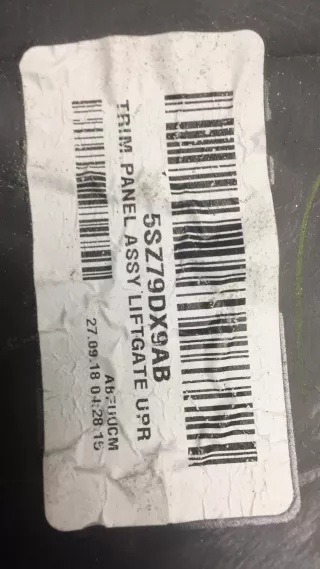 5SZ79DX9AB
TRIM PANEL ASSY LIFTGATE UPR
27.09.18 04:28.15